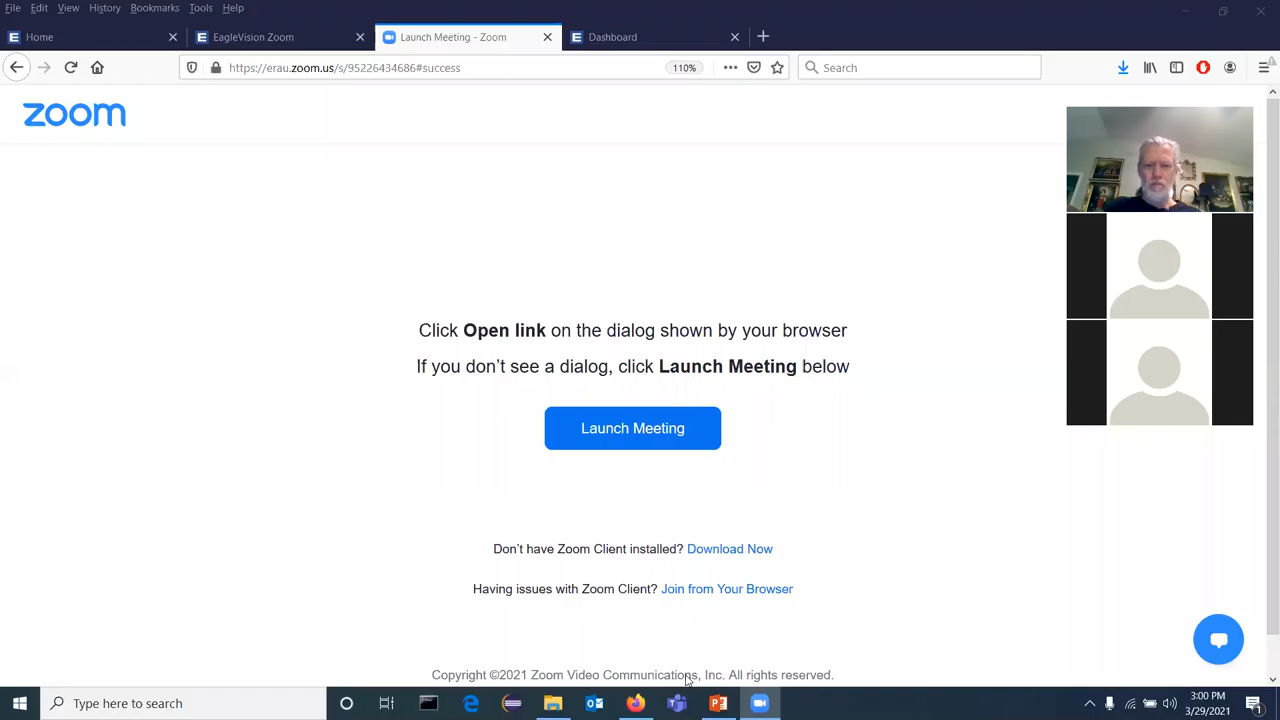 File Edit View History Bookmarks Tools Help
Home
EagleVision Zoom
Launch Meeting - Zoom
Dashboard
https://erau.zoom.us/s/95226434686#success
110%
Search
zoom
Click Open link on the dialog shown by your browser
If you don't see a dialog, click Launch Meeting below
Launch Meeting
Don't have Zoom Client installed? Download Now
Having issues with Zoom Client? Join from Your Browser
Copyright ©2021 Zoom Video Communications, Inc. All rights reserved.
Type here to search
3:00 PM
3/29/2021